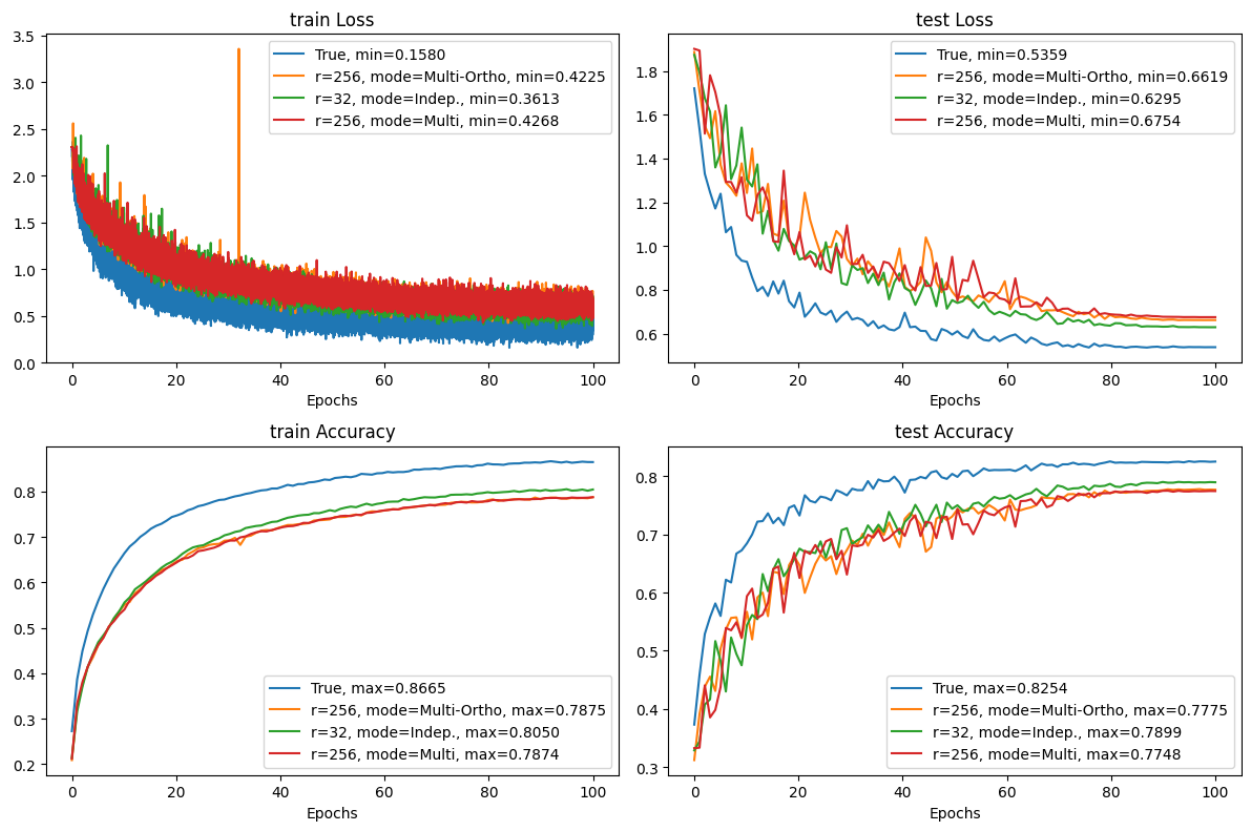 train Loss
3.5
3.0
2.5
2.0
1.5
1.0
0.5
0.0
True, min=0.1580
r=256, mode=Multi-Ortho, min=0.4225
r=32, mode=Indep., min=0.3613
r=256, mode=Multi, min=0.4268
0 20 40 60 80 100
Epochs
test Loss
1.8
1.6
1.4
1.2
1.0
0.8
0.6
True, min=0.5359
r=256, mode=Multi-Ortho, min=0.6619
r=32, mode=Indep., min=0.6295
r=256, mode=Multi, min=0.6754
0 20 40 60 80 100
Epochs
train Accuracy
0.8
0.7
0.6
0.5
0.4
0.3
0.2
True, max=0.8665
r=256, mode=Multi-Ortho, max=0.7875
r=32, mode=Indep., max=0.8050
r=256, mode=Multi, max=0.7874
0 20 40 60 80 100
Epochs
test Accuracy
0.8
0.7
0.6
0.5
0.4
0.3
True, max=0.8254
r=256, mode=Multi-Ortho, max=0.7775
r=32, mode=Indep., max=0.7899
r=256, mode=Multi, max=0.7748
0 20 40 60 80 100
Epochs